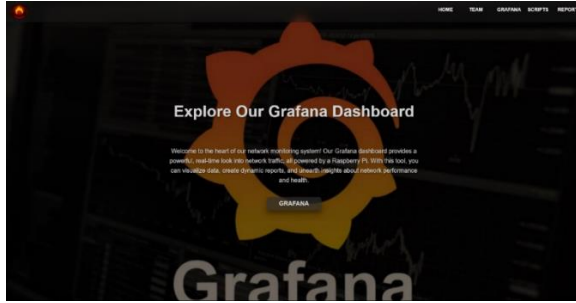 HOME TEAM GRAFANA SCRIPTS REPORT
Explore Our Grafana Dashboard
Welcome to the heart of our network monitoring system! Our Grafana dashboard provides a
powerful, real-time look into network traffic, all powered by a Raspberry Pi. With this tool, you
can visualize data, create dynamic reports, and unearth insights about network performance
and health.
GRAFANA
Grafana